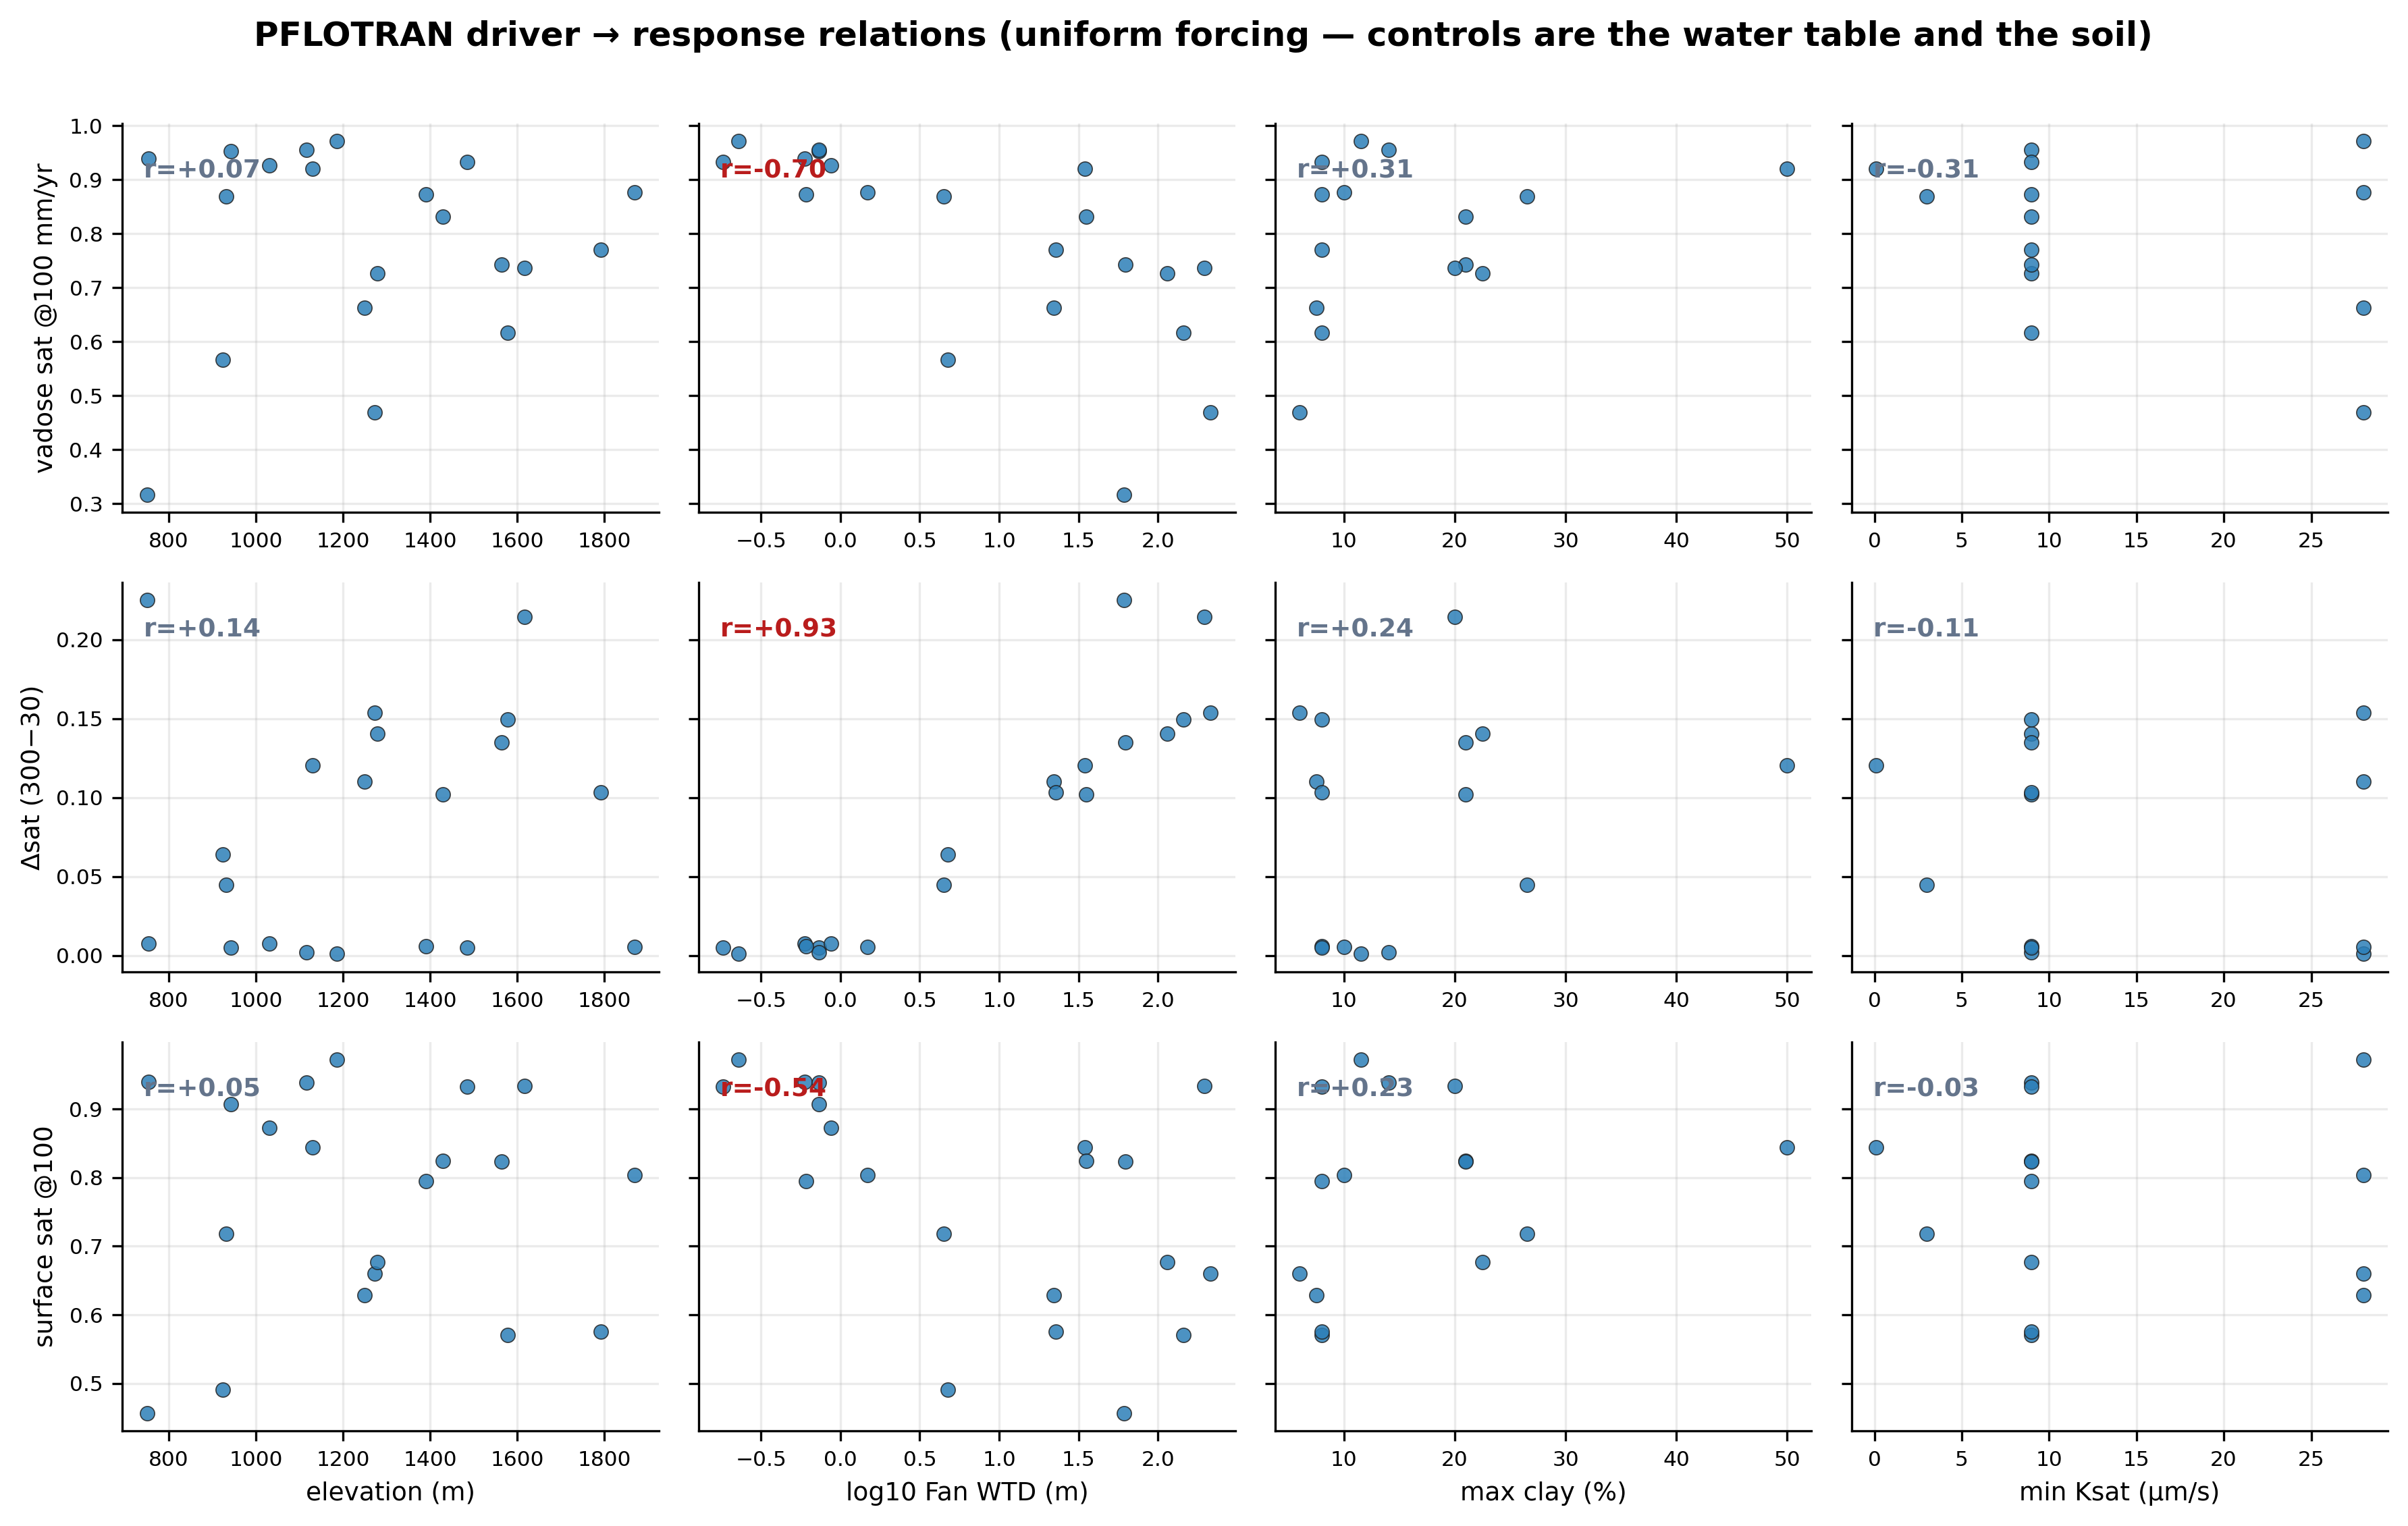 PFLOTRAN driver → response relations (uniform forcing — controls are the water table and the soil)
vadose sat @100 mm/yr
1.0
0.9
0.8
0.7
0.6
0.5
0.4
0.3
r=+0.07
r=-0.70
r=+0.31
r=-0.31
800 1000 1200 1400 1600 1800
−0.5 0.0 0.5 1.0 1.5 2.0
10 20 30 40 50
0 5 10 15 20 25
Δsat (300−30)
0.20
0.15
0.10
0.05
0.00
r=+0.14
r=+0.93
r=+0.24
r=-0.11
800 1000 1200 1400 1600 1800
−0.5 0.0 0.5 1.0 1.5 2.0
10 20 30 40 50
0 5 10 15 20 25
surface sat @100
0.9
0.8
0.7
0.6
0.5
r=+0.05
r=-0.54
r=+0.23
r=-0.03
800 1000 1200 1400 1600 1800
−0.5 0.0 0.5 1.0 1.5 2.0
10 20 30 40 50
0 5 10 15 20 25
elevation (m)
log10 Fan WTD (m)
max clay (%)
min Ksat (µm/s)